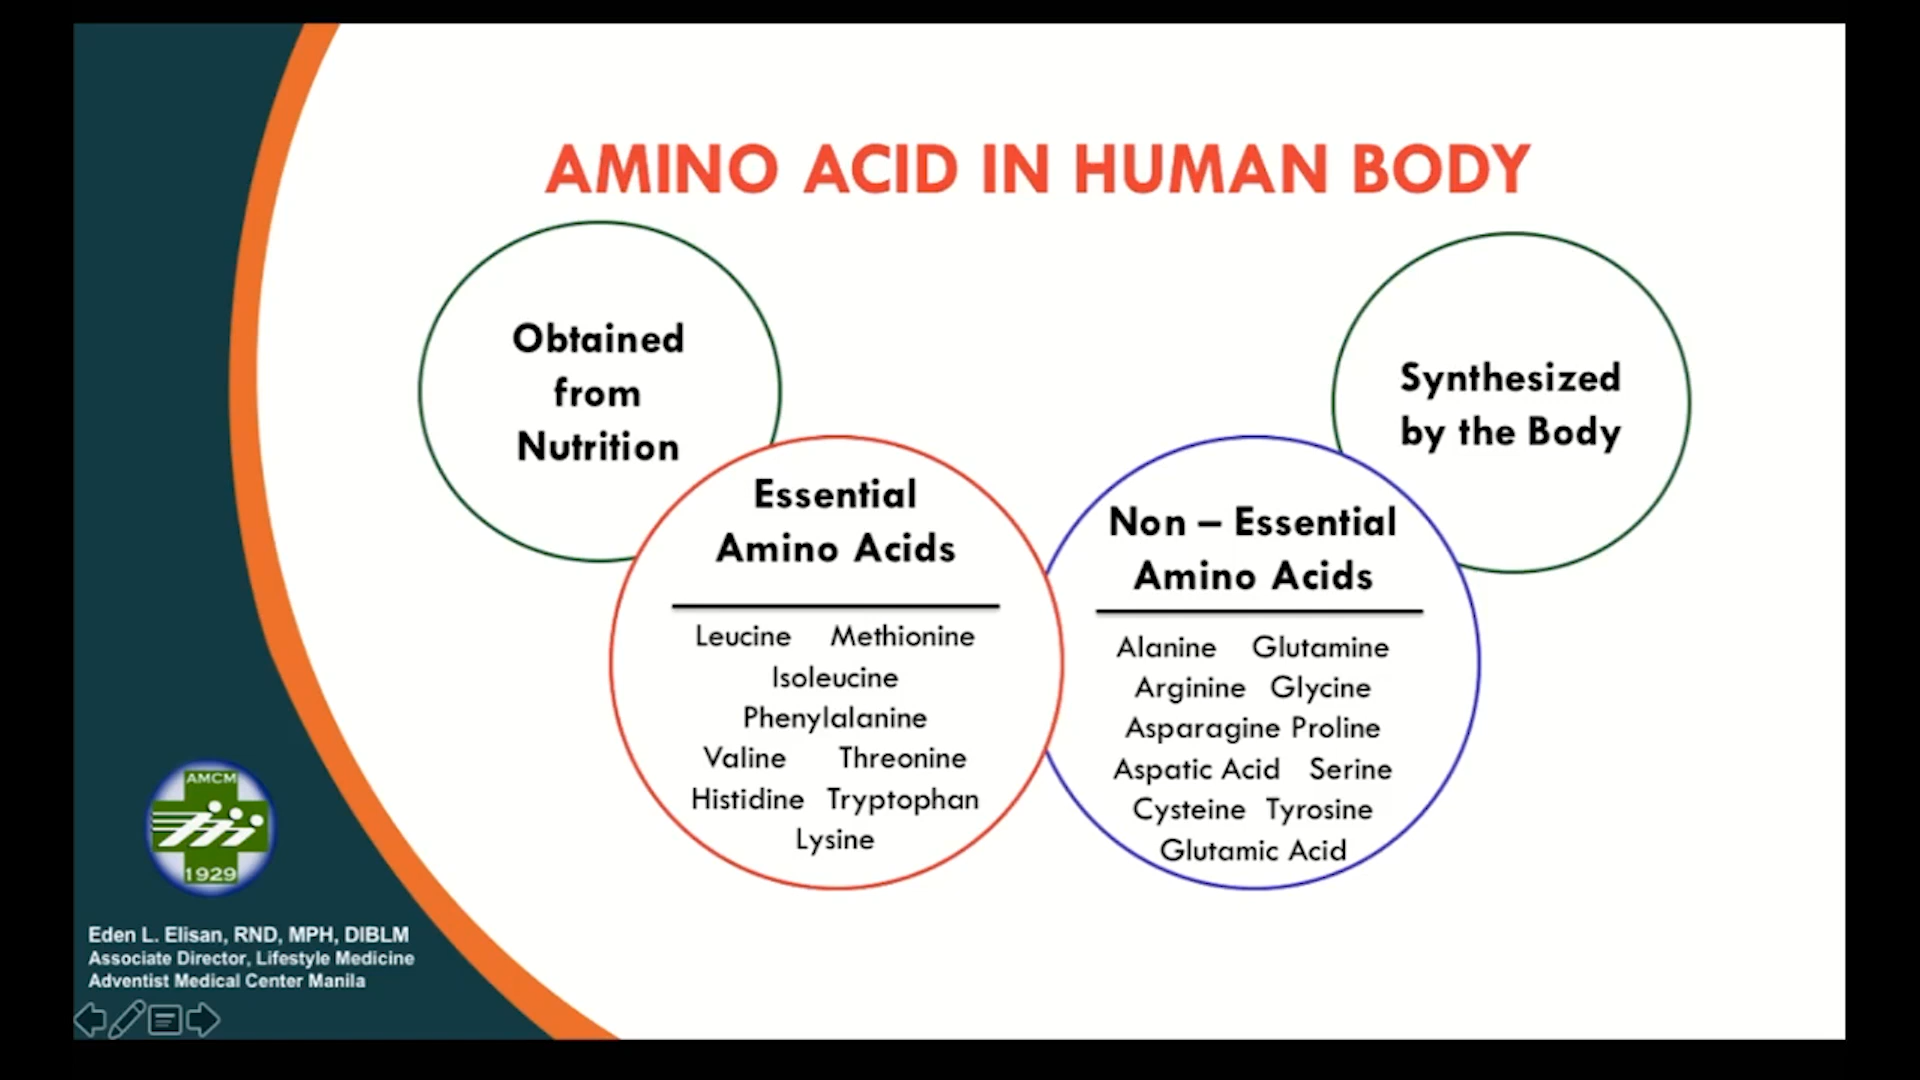 AMINO ACID IN HUMAN BODY
Obtained
from
Nutrition
Synthesized
by the Body
Essential
Amino Acids
Leucine Methionine
Isoleucine
Phenylalanine
Valine Threonine
Histidine Tryptophan
Lysine
Non – Essential
Amino Acids
Alanine Glutamine
Arginine Glycine
Asparagine Proline
Aspatic Acid Serine
Cysteine Tyrosine
Glutamic Acid
AMCM
1929
Eden L. Elisan, RND, MPH, DIBLM
Associate Director, Lifestyle Medicine
Adventist Medical Center Manila